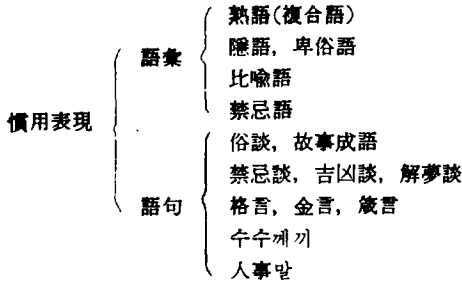 熟語(複合語)
隱語, 卑俗語
語彙
比喩語
禁忌語
慣用表現
俗談, 故事成語
禁忌談, 吉凶談, 解夢談
語句
格言, 金言, 箴言
수수께끼
人事말